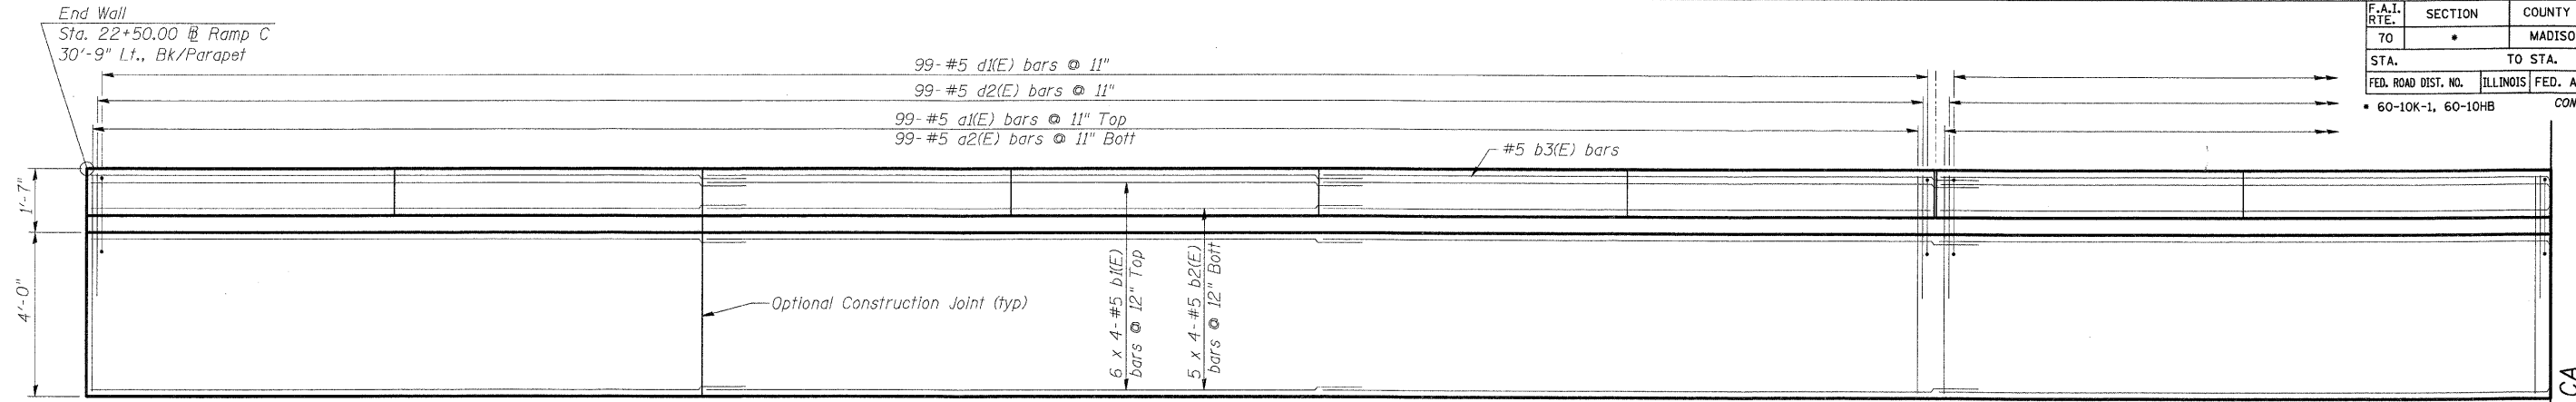 End Wall
Sta. 22+50.00 ℄ Ramp C
30'-9" Lt., Bk/Parapet
F.A.I. RTE. SECTION COUNTY
70 * MADISO
STA. TO STA.
FED. ROAD DIST. NO. ILLINOIS FED. A
* 60-10K-1, 60-10HB CON
99-#5 d1(E) bars @ 11"
99-#5 d2(E) bars @ 11"
99-#5 a1(E) bars @ 11" Top
99-#5 a2(E) bars @ 11" Bott
#5 b3(E) bars
1'-7"
4'-0"
Optional Construction Joint (typ)
6 x 4-#5 b1(E)
bars @ 12" Top
5 x 4-#5 b2(E)
bars @ 12" Bott
CA